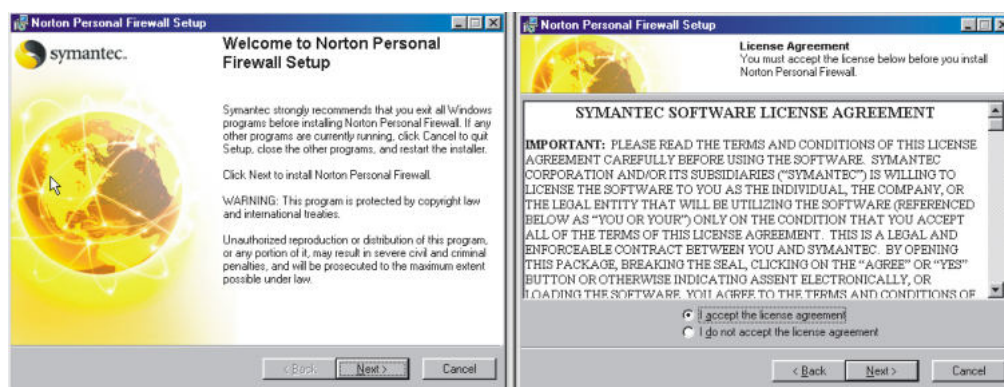 Norton Personal Firewall Setup
symantec.
Welcome to Norton Personal
Firewall Setup
Symantec strongly recommends that you exit all Windows
programs before installing Norton Personal Firewall. If any
other programs are currently running, click Cancel to quit
Setup, close the other programs, and restart the installer.
Click Next to install Norton Personal Firewall.
WARNING: This program is protected by copyright law
and international treaties.
Unauthorized reproduction or distribution of this program,
or any portion of it, may result in severe civil and criminal
penalties, and will be prosecuted to the maximum extent
possible under law.
< Back
Next >
Cancel
Norton Personal Firewall Setup
License Agreement
You must accept the license below before you install
Norton Personal Firewall.
SYMANTEC SOFTWARE LICENSE AGREEMENT
IMPORTANT: PLEASE READ THE TERMS AND CONDITIONS OF THIS LICENSE
AGREEMENT CAREFULLY BEFORE USING THE SOFTWARE. SYMANTEC
CORPORATION AND/OR ITS SUBSIDIARIES ("SYMANTEC") IS WILLING TO
LICENSE THE SOFTWARE TO YOU AS THE INDIVIDUAL, THE COMPANY, OR
THE LEGAL ENTITY THAT WILL BE UTILIZING THE SOFTWARE (REFERENCED
BELOW AS "YOU OR YOUR") ONLY ON THE CONDITION THAT YOU ACCEPT
ALL OF THE TERMS OF THIS LICENSE AGREEMENT. THIS IS A LEGAL AND
ENFORCEABLE CONTRACT BETWEEN YOU AND SYMANTEC. BY OPENING
THIS PACKAGE, BREAKING THE SEAL, CLICKING ON THE "AGREE" OR "YES"
BUTTON OR OTHERWISE INDICATING ASSENT ELECTRONICALLY, OR
LOADING THE SOFTWARE, YOU AGREE TO THE TERMS AND CONDITIONS OF
I accept the license agreement
I do not accept the license agreement
< Back
Next >
Cancel